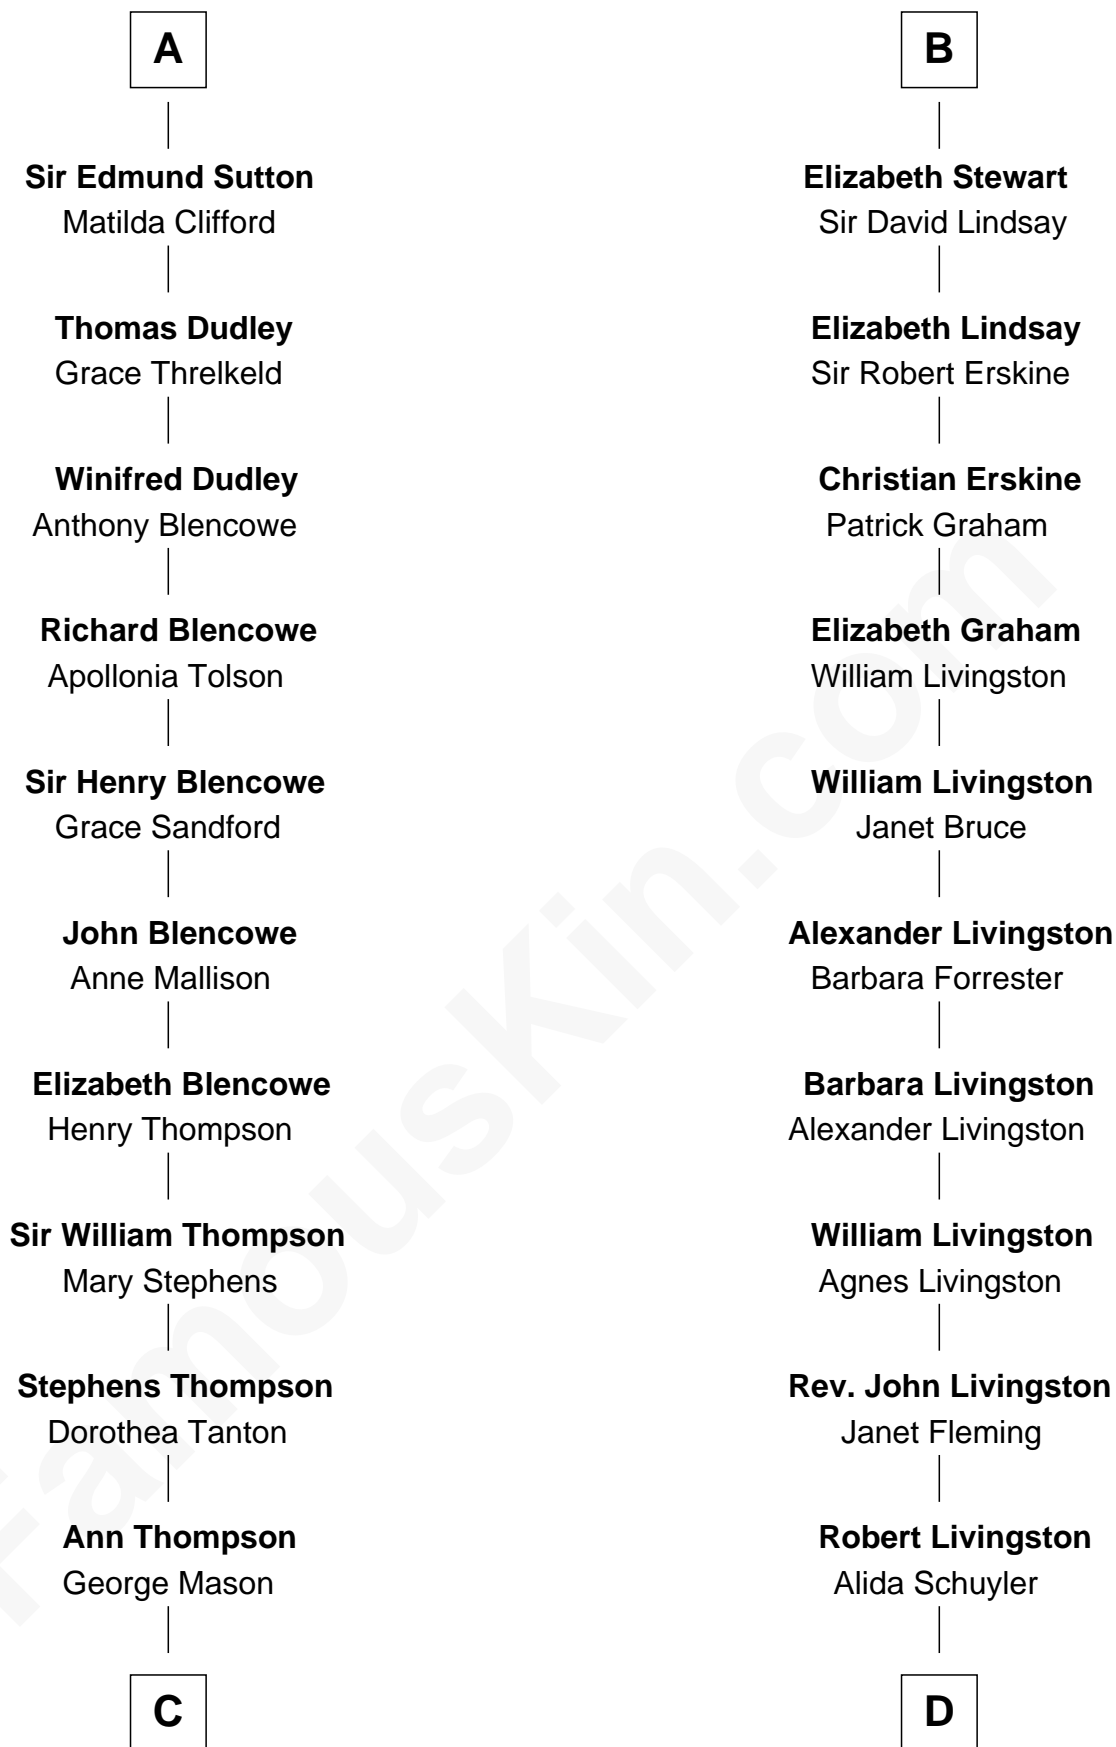 A
Sir Edmund Sutton
Matilda Clifford
Thomas Dudley
Grace Threlkeld
Winifred Dudley
Anthony Blencowe
Richard Blencowe
Apollonia Tolson
Sir Henry Blencowe
Grace Sandford
John Blencowe
Anne Mallison
Elizabeth Blencowe
Henry Thompson
Sir William Thompson
Mary Stephens
Stephens Thompson
Dorothea Tanton
Ann Thompson
George Mason
C
B
Elizabeth Stewart
Sir David Lindsay
Elizabeth Lindsay
Sir Robert Erskine
Christian Erskine
Patrick Graham
Elizabeth Graham
William Livingston
William Livingston
Janet Bruce
Alexander Livingston
Barbara Forrester
Barbara Livingston
Alexander Livingston
William Livingston
Agnes Livingston
Rev. John Livingston
Janet Fleming
Robert Livingston
Alida Schuyler
D
FamousKin.com